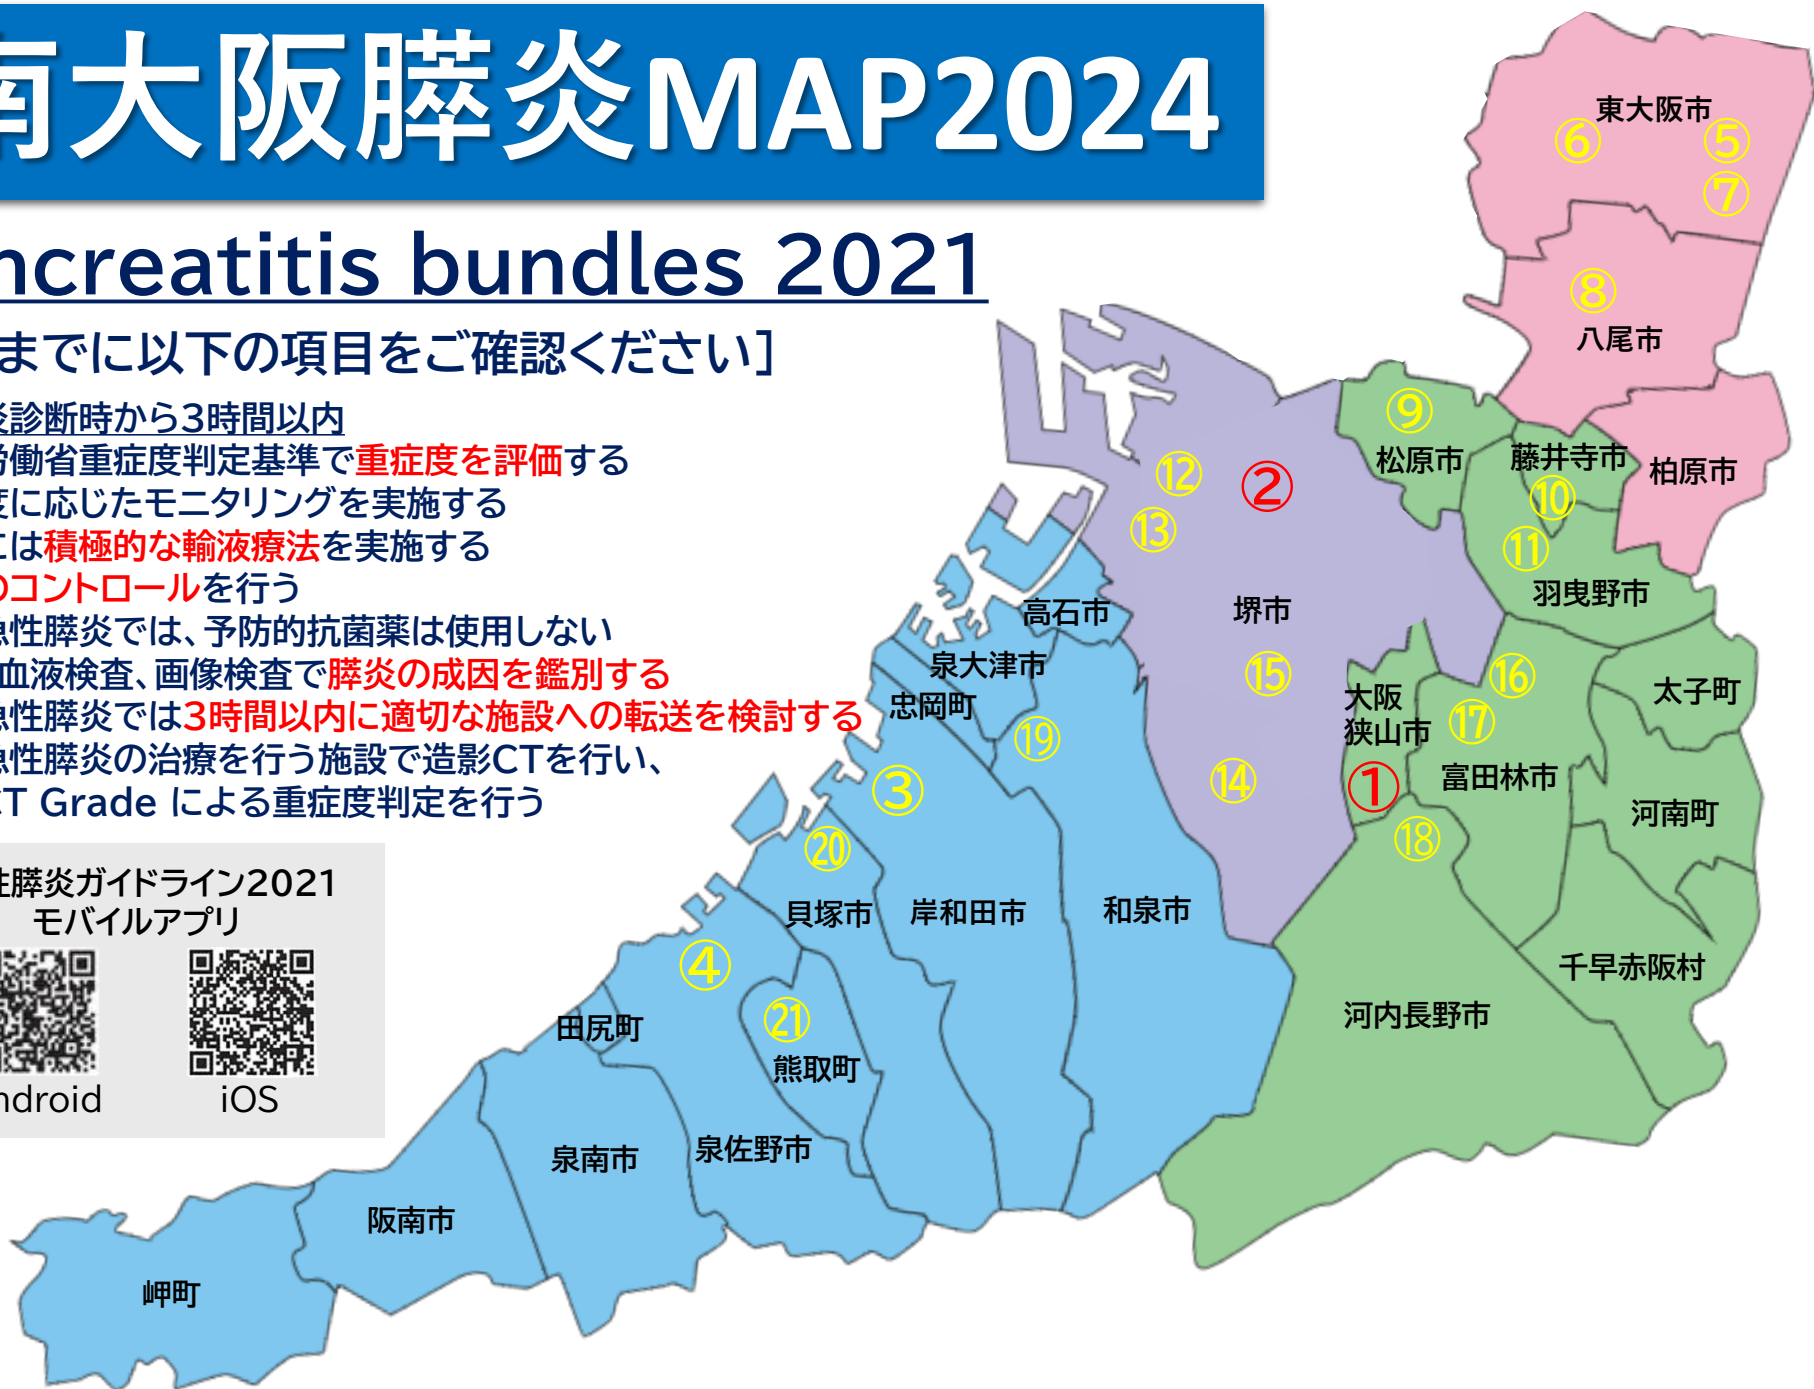 南大阪膵炎MAP2024
ncreatitis bundles 2021
までに以下の項目をご確認ください]
炎診断時から3時間以内
労働省重症度判定基準で重症度を評価する
度に応じたモニタリングを実施する
には積極的な輸液療法を実施する
のコントロールを行う
急性膵炎では、予防的抗菌薬は使用しない
血液検査、画像検査で膵炎の成因を鑑別する
急性膵炎では3時間以内に適切な施設への転送を検討する
急性膵炎の治療を行う施設で造影CTを行い、
CT Grade による重症度判定を行う
性膵炎ガイドライン2021
モバイルアプリ
ndroid
iOS
東大阪市
⑥
⑤
⑦
⑧
八尾市
柏原市
⑨
松原市
藤井寺市
⑩
⑪
羽曳野市
⑫
②
⑬
堺市
⑮
⑭
高石市
泉大津市
忠岡町
⑲
③
⑳
貝塚市
岸和田市
和泉市
④
㉑
熊取町
田尻町
泉佐野市
泉南市
阪南市
岬町
大阪
狭山市
①
⑯
⑰
富田林市
⑱
太子町
河南町
千早赤阪村
河内長野市